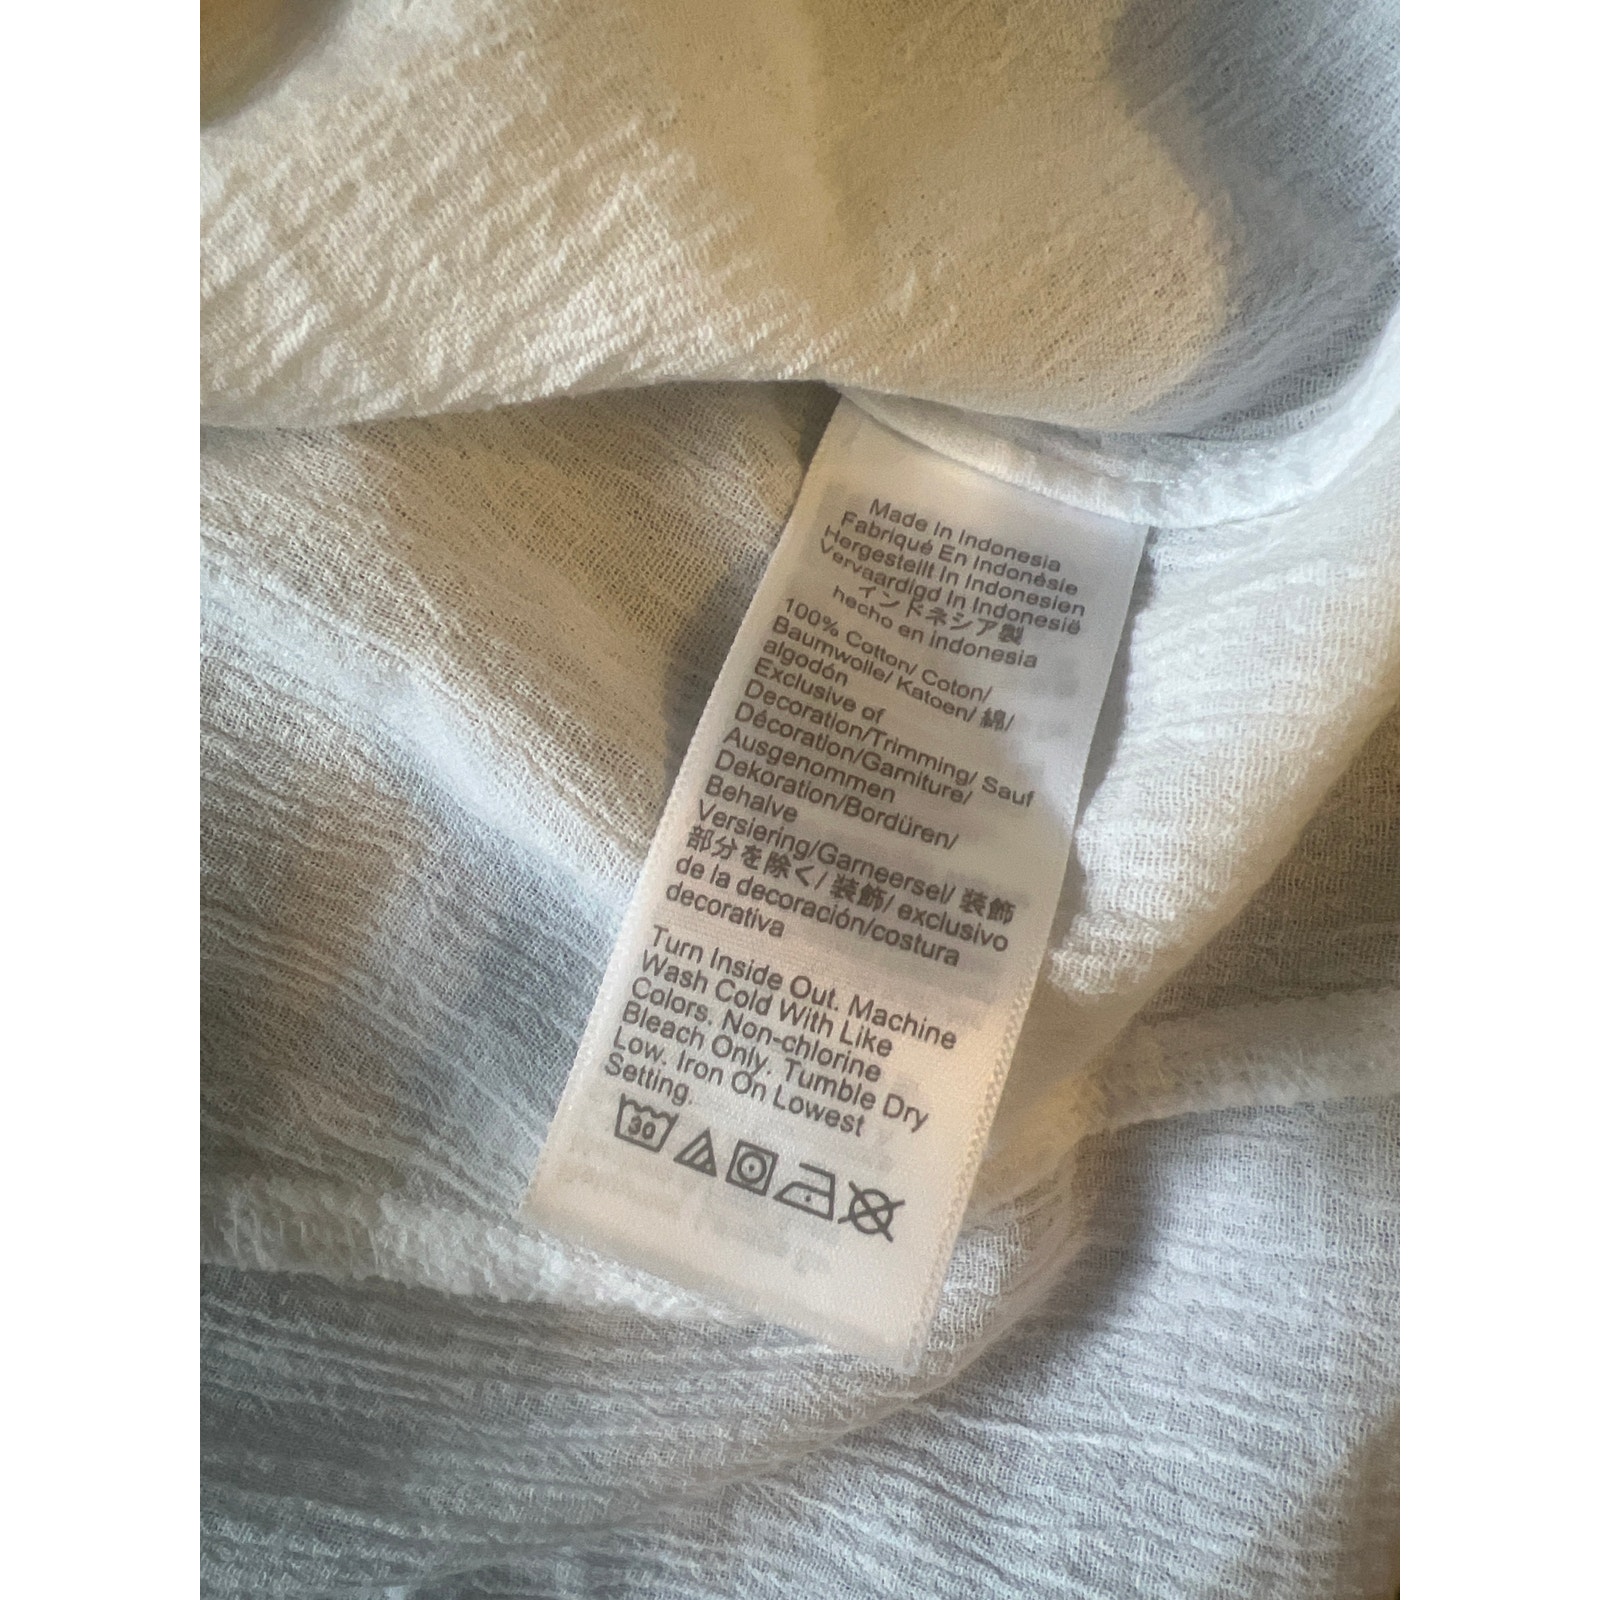 Made In Indonesia
Fabriqué En Indonésie
Hergestellt In Indonesien
Vervaardigd In Indonesië
インドネシア製
hecho en indonesia
100% Cotton/ Coton/
Baumwolle/ Katoen/ 綿/
algodón
Exclusive of
Decoration/Trimming/ Sauf
Décoration/Garniture/
Ausgenommen
Dekoration/Bordüren/
Behalve
Versiering/Garneersel/ 装飾
部分を除く/ 装飾/ exclusivo
de la decoración/costura
decorativa
Turn Inside Out. Machine
Wash Cold With Like
Colors. Non-chlorine
Bleach Only. Tumble Dry
Low. Iron On Lowest
Setting.
30